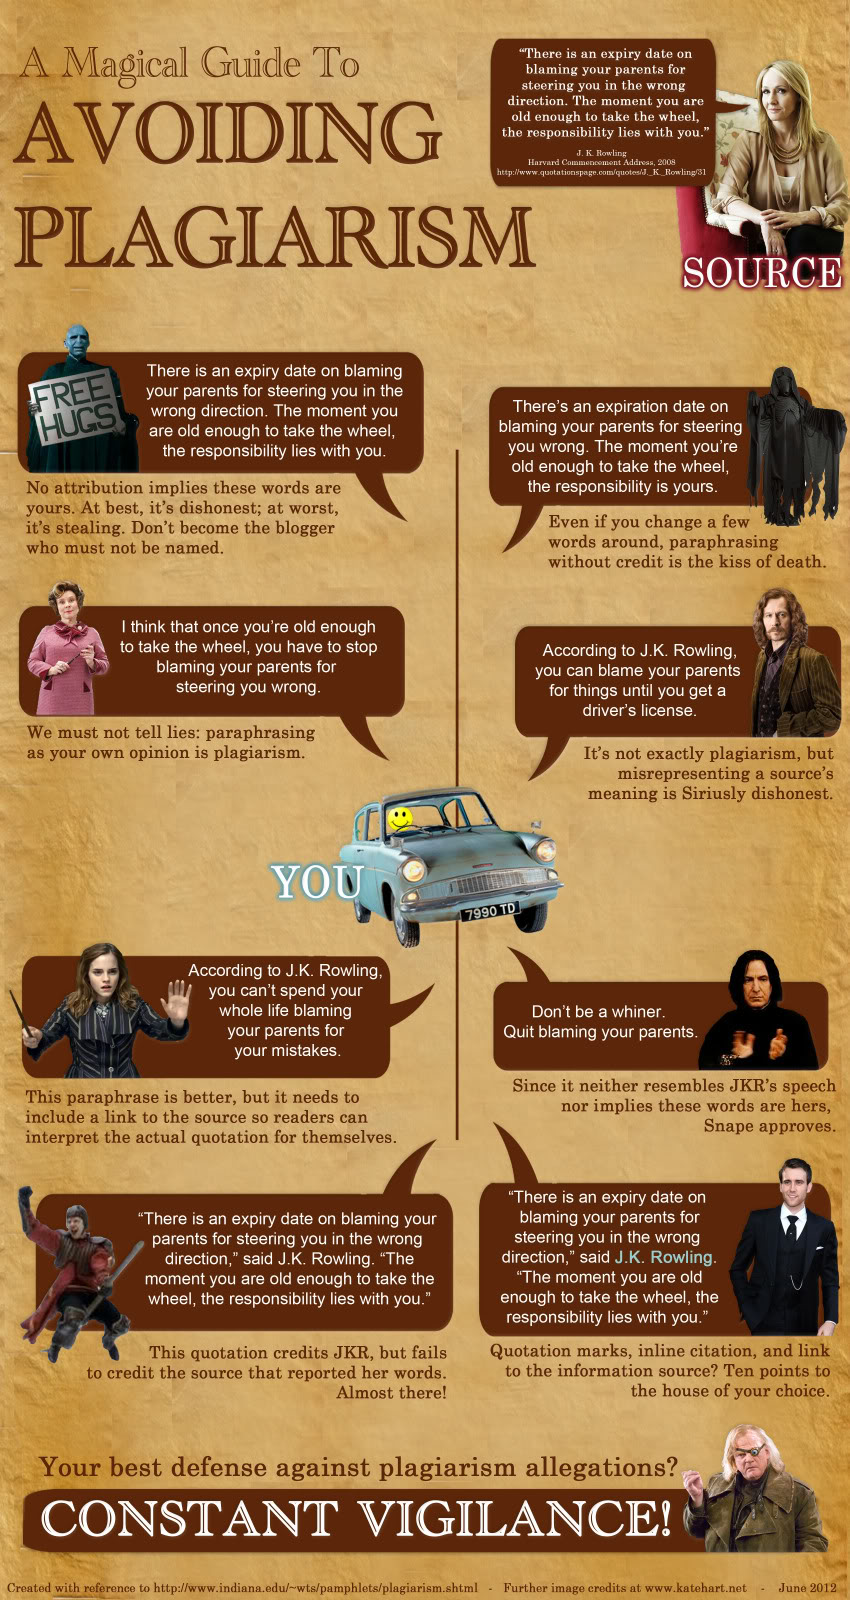 A Magical Guide To
AVOIDING
PLAGIARISM
“There is an expiry date on
blaming your parents for
steering you in the wrong
direction. The moment you are
old enough to take the wheel,
the responsibility lies with you.”
J. K. Rowling
Harvard Commencement Address, 2008
http://www.quotationspage.com/quotes/J._K._Rowling/31
SOURCE
FREE
HUGS
There is an expiry date on blaming
your parents for steering you in the
wrong direction. The moment you
are old enough to take the wheel,
the responsibility lies with you.
No attribution implies these words are
yours. At best, it’s dishonest; at worst,
it’s stealing. Don’t become the blogger
who must not be named.
There’s an expiration date on
blaming your parents for steering
you wrong. The moment you’re
old enough to take the wheel,
the responsibility is yours.
Even if you change a few
words around, paraphrasing
without credit is the kiss of death.
I think that once you’re old enough
to take the wheel, you have to stop
blaming your parents for
steering you wrong.
We must not tell lies: paraphrasing
as your own opinion is plagiarism.
According to J.K. Rowling,
you can blame your parents
for things until you get a
driver’s license.
It’s not exactly plagiarism, but
misrepresenting a source’s
meaning is Siriusly dishonest.
YOU
7990 TD
According to J.K. Rowling,
you can’t spend your
whole life blaming
your parents for
your mistakes.
This paraphrase is better, but it needs to
include a link to the source so readers can
interpret the actual quotation for themselves.
Don’t be a whiner.
Quit blaming your parents.
Since it neither resembles JKR’s speech
nor implies these words are hers,
Snape approves.
“There is an expiry date on blaming your
parents for steering you in the wrong
direction,” said J.K. Rowling. “The
moment you are old enough to take the
wheel, the responsibility lies with you.”
This quotation credits JKR, but fails
to credit the source that reported her words.
Almost there!
“There is an expiry date on
blaming your parents for
steering you in the wrong
direction,” said J.K. Rowling.
“The moment you are old
enough to take the wheel, the
responsibility lies with you.”
Quotation marks, inline citation, and link
to the information source? Ten points to
the house of your choice.
Your best defense against plagiarism allegations?
CONSTANT VIGILANCE!
Created with reference to http://www.indiana.edu/~wts/pamphlets/plagiarism.shtml - Further image credits at www.katehart.net - June 2012